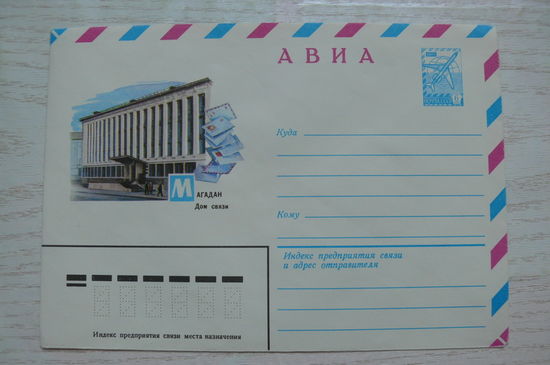 АВИА
Куда
МАГАДАН
Дом связи
Кому
Индекс предприятия связи
и адрес отправителя
Индекс предприятия связи места назначения